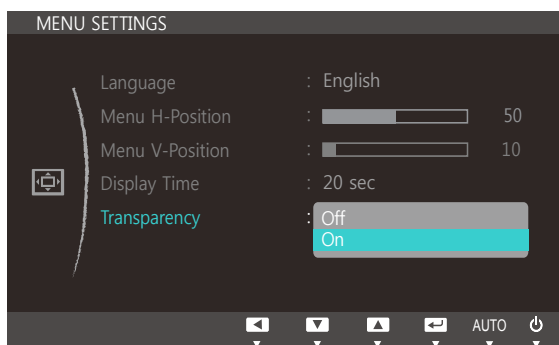 MENU SETTINGS
Language : English
Menu H-Position : 50
Menu V-Position : 10
Display Time : 20 sec
Transparency : Off
On
AUTO